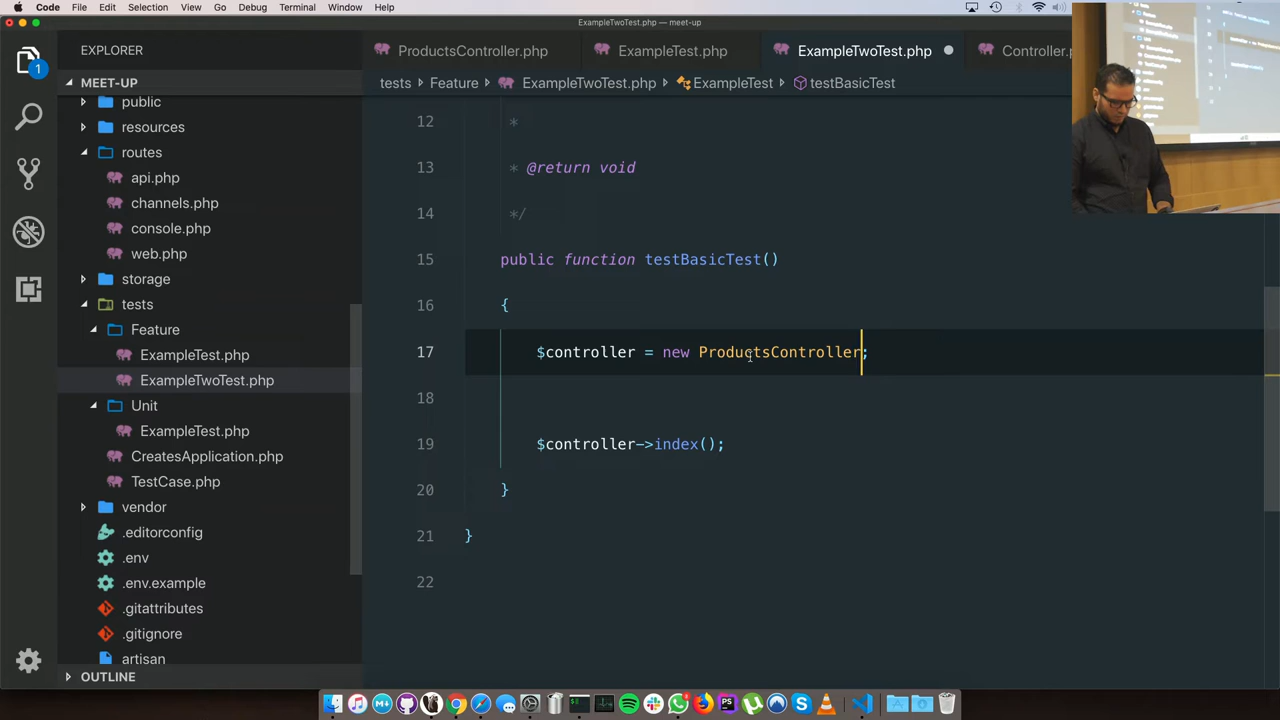 Code File Edit Selection View Go Debug Terminal Window Help
ExampleTwoTest.php — meet-up
EXPLORER
ProductsController.php
ExampleTest.php
ExampleTwoTest.php
Controller.p
MEET-UP
tests > Feature > ExampleTwoTest.php > ExampleTest > testBasicTest
1
public
resources
routes
api.php
channels.php
console.php
web.php
storage
tests
Feature
ExampleTest.php
ExampleTwoTest.php
Unit
ExampleTest.php
CreatesApplication.php
TestCase.php
vendor
.editorconfig
.env
.env.example
.gitattributes
.gitignore
artisan
OUTLINE
12 *
13 * @return void
14 */
15 public function testBasicTest()
16 {
17 $controller = new ProductsController;
18
19 $controller->index();
20 }
21 }
22